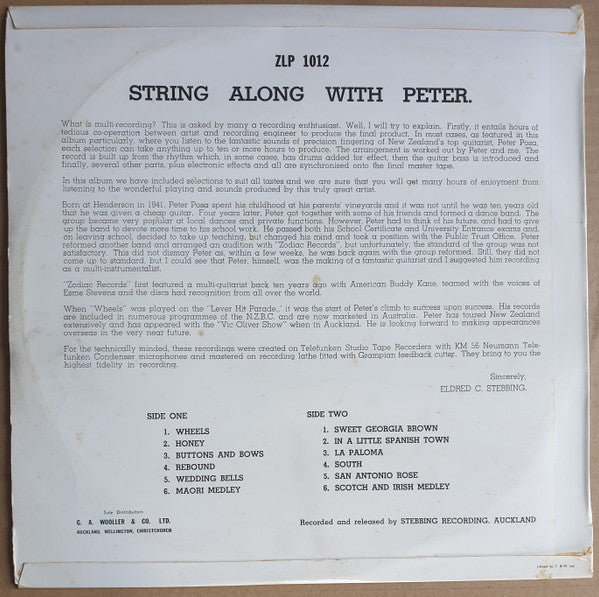 ZLP 1012
STRING ALONG WITH PETER.
What is multi-recording? This is asked by many a recording enthusiast. Well, I will try to explain. Firstly, it entails hours of
tedious co-operation between artist and recording engineer to produce the final product. In most cases, as featured in this
album particularly, where you listen to the fantastic sounds of precision fingering of New Zealand's top guitarist, Peter Posa,
each selection can take anything up to ten or more hours to produce. The arrangement is worked out by Peter and me. The
record is built up from the rhythm which, in some cases, has drums added for effect, then the guitar bass is introduced and
finally, several other parts, plus electronic effects and all are synchronised onto the final master tape.
In this album we have included selections to suit all tastes and we are sure that you will get many hours of enjoyment from
listening to the wonderful playing and sounds produced by this truly great artist.
Born at Henderson in 1941, Peter Posa spent his childhood at his parents' vineyards and it was not until he was ten years old
that he was given a cheap guitar. Four years later, Peter got together with some of his friends and formed a dance band. The
group became very popular at local dances and private functions. However, Peter had to think of his future, and had to give
up the band to devote more time to his school work. He passed both his School Certificate and University Entrance exams and,
on leaving school, decided to take up teaching, but changed his mind and took a position with the Public Trust Office. Peter
reformed another band and arranged an audition with "Zodiac Records", but unfortunately, the standard of the group was not
satisfactory. This did not dismay Peter as, within a few weeks, he was back again with the group reformed. Still, they did not
come up to standard, but I could see that Peter, himself, was the making of a fantastic guitarist and I suggested him recording
as a multi-instrumentalist.
"Zodiac Records" first featured a multi-guitarist back ten years ago with American Buddy Kane, teamed with the voices of
Esme Stevens and the discs had recognition from all over the world.
When "Wheels" was played on the "Lever Hit Parade,." it was the start of Peter's climb to success upon success. His records
are included in numerous programmes of the N.Z.B.C. and are now marketed in Australia. Peter has toured New Zealand
extensively and has appeared with the "Vic Oliver Show" when in Auckland. He is looking forward to making appearances
overseas in the very near future.
For the technically minded, these recordings were created on Telefunken Studio Tape Recorders with KM 56 Neumann Tele-
funken Condenser microphones and mastered on recording lathe fitted with Grampian feedback cutter. They bring to you the
highest fidelity in recording.
Sincerely,
ELDRED C. STEBBING.
SIDE ONE
1. WHEELS
2. HONEY
3. BUTTONS AND BOWS
4. REBOUND
5. WEDDING BELLS
6. MAORI MEDLEY
SIDE TWO
1. SWEET GEORGIA BROWN
2. IN A LITTLE SPANISH TOWN
3. LA PALOMA
4. SOUTH
5. SAN ANTONIO ROSE
6. SCOTCH AND IRISH MEDLEY
Sole Distributors
G. A. WOOLLER & CO. LTD.
AUCKLAND, WELLINGTON, CHRISTCHURCH
Recorded and released by STEBBING RECORDING, AUCKLAND